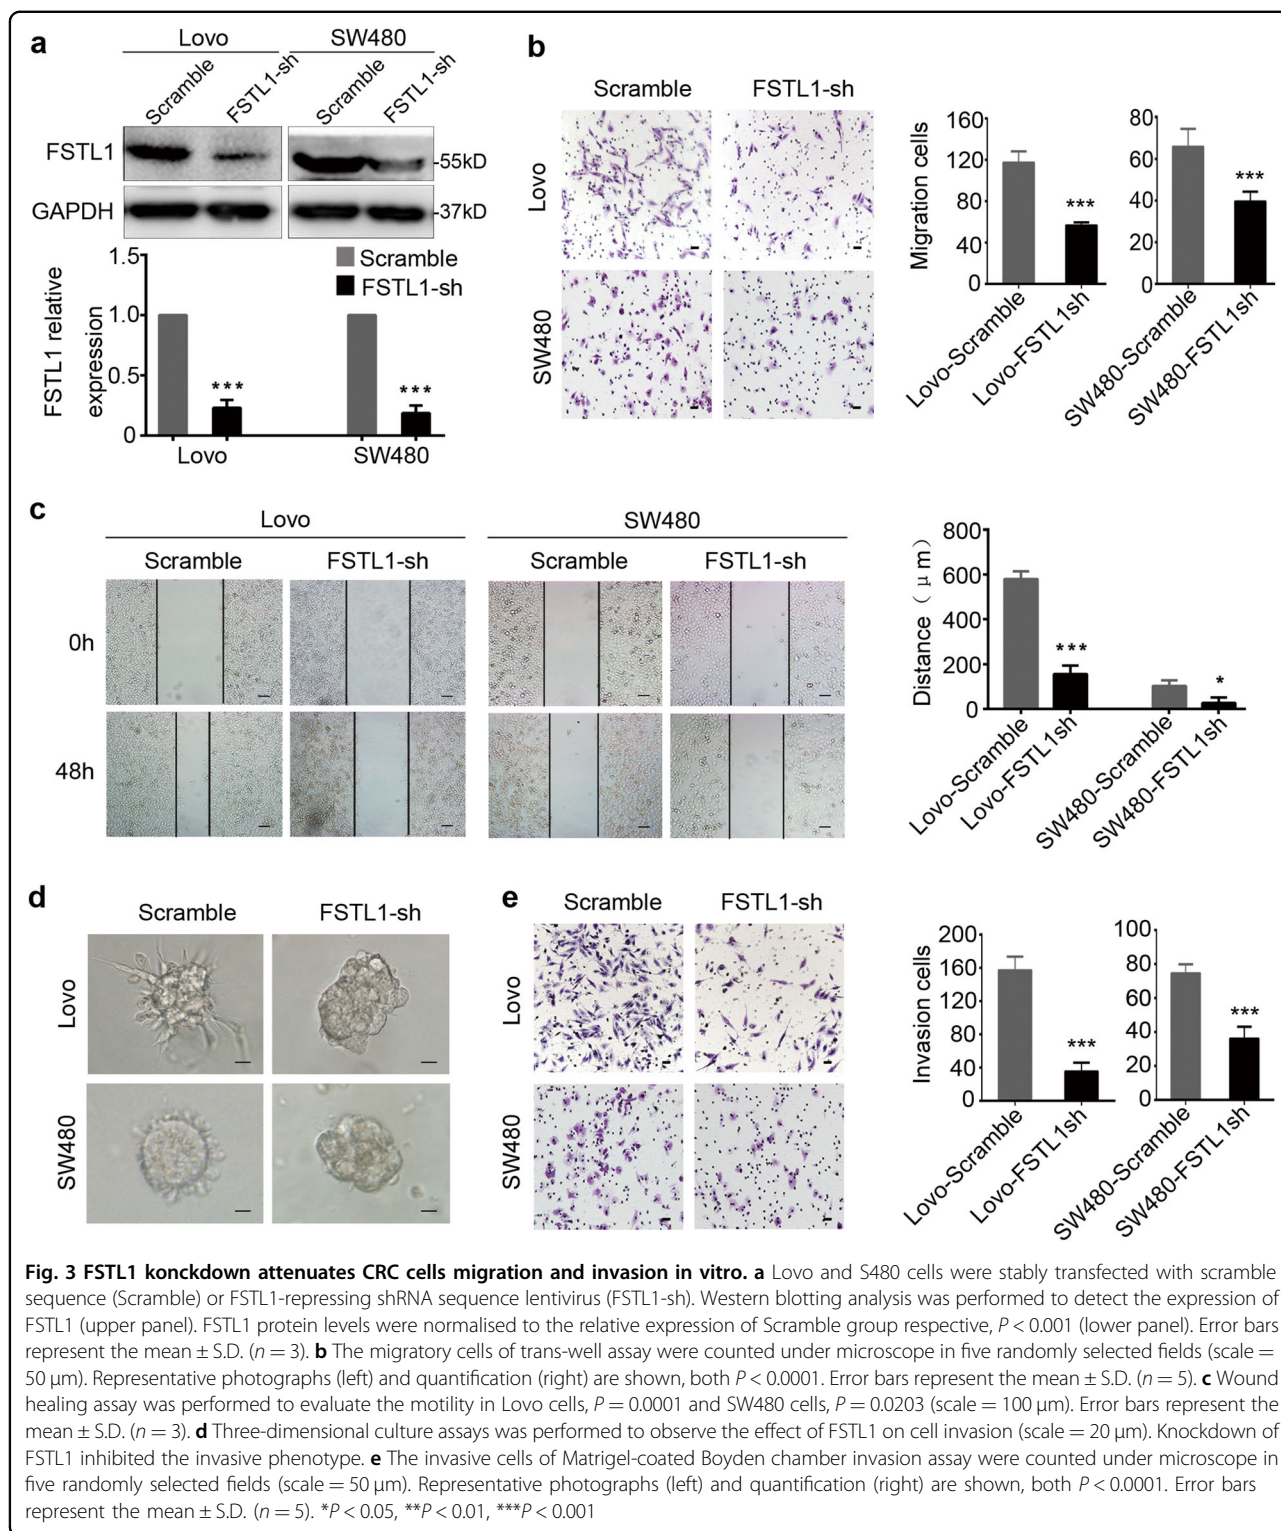 a
Lovo
SW480
Scramble
FSTL1-sh
Scramble
FSTL1-sh
FSTL1
-55kD
GAPDH
-37kD
FSTL1 relative
expression
1.5
1.0
0.5
0
Scramble
FSTL1-sh
***
***
Lovo
SW480
b
Scramble
FSTL1-sh
Lovo
SW480
Migration cells
160
120
80
40
0
***
Lovo-Scramble
Lovo-FSTL1sh
80
60
40
20
0
***
SW480-Scramble
SW480-FSTL1sh
c
Lovo
SW480
Scramble
FSTL1-sh
Scramble
FSTL1-sh
0h
48h
Distance ( μm)
800
600
400
200
0
***
*
Lovo-Scramble
Lovo-FSTL1sh
SW480-Scramble
SW480-FSTL1sh
d
Scramble
FSTL1-sh
Lovo
SW480
e
Scramble
FSTL1-sh
Lovo
SW480
Invasion cells
200
160
120
80
40
0
***
Lovo-Scramble
Lovo-FSTL1sh
100
80
60
40
20
0
***
SW480-Scramble
SW480-FSTL1sh
Fig. 3 FSTL1 konckdown attenuates CRC cells migration and invasion in vitro. a Lovo and S480 cells were stably transfected with scramble
sequence (Scramble) or FSTL1-repressing shRNA sequence lentivirus (FSTL1-sh). Western blotting analysis was performed to detect the expression of
FSTL1 (upper panel). FSTL1 protein levels were normalised to the relative expression of Scramble group respective, P < 0.001 (lower panel). Error bars
represent the mean ± S.D. (n = 3). b The migratory cells of trans-well assay were counted under microscope in five randomly selected fields (scale =
50 μm). Representative photographs (left) and quantification (right) are shown, both P < 0.0001. Error bars represent the mean ± S.D. (n = 5). c Wound
healing assay was performed to evaluate the motility in Lovo cells, P = 0.0001 and SW480 cells, P = 0.0203 (scale = 100 μm). Error bars represent the
mean ± S.D. (n = 3). d Three-dimensional culture assays was performed to observe the effect of FSTL1 on cell invasion (scale = 20 μm). Knockdown of
FSTL1 inhibited the invasive phenotype. e The invasive cells of Matrigel-coated Boyden chamber invasion assay were counted under microscope in
five randomly selected fields (scale = 50 μm). Representative photographs (left) and quantification (right) are shown, both P < 0.0001. Error bars
represent the mean ± S.D. (n = 5). *P < 0.05, **P < 0.01, ***P < 0.001